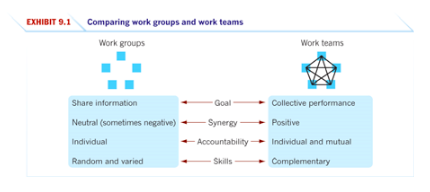 EXHIBIT 9.1 Comparing work groups and work teams
Work groups Work teams
Share information Goal Collective performance
Neutral (sometimes negative) Synergy Positive
Individual Accountability Individual and mutual
Random and varied Skills Complementary